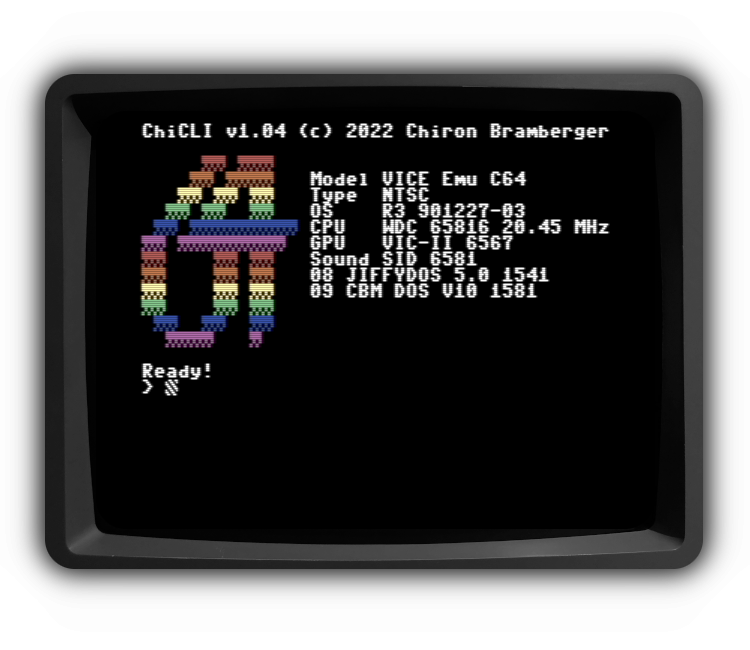 ChiCLI v1.04 (c) 2022 Chiron Bramberger
Model VICE Emu C64
Type NTSC
OS R3 901227-03
CPU WDC 65816 20.45 MHz
GPU VIC-II 6567
Sound SID 6581
08 JIFFYDOS 5.0 1541
09 CBM DOS V10 1581
Ready!
>